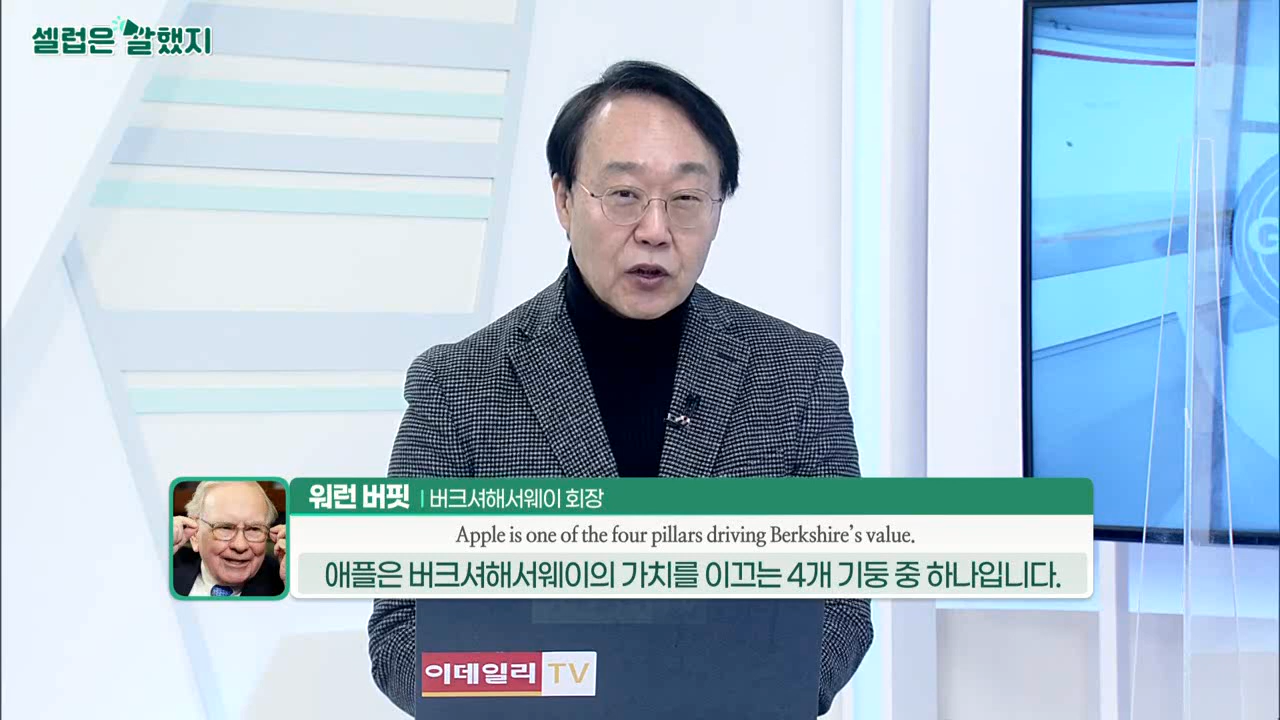 셀럽은 말했지
워런 버핏 | 버크셔해서웨이 회장
Apple is one of the four pillars driving Berkshire’s value.
애플은 버크셔해서웨이의 가치를 이끄는 4개 기둥 중 하나입니다.
이데일리 TV
G